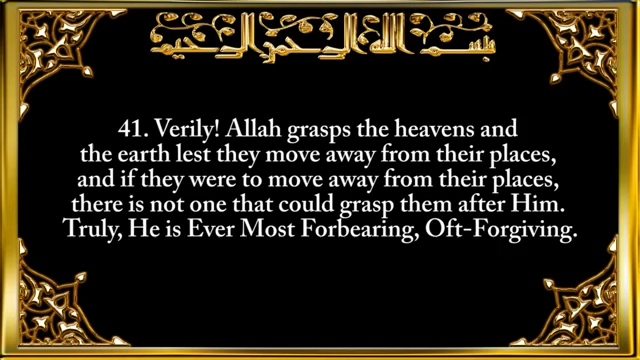 بسم الله الرحمن الرحيم
41. Verily! Allah grasps the heavens and
the earth lest they move away from their places,
and if they were to move away from their places,
there is not one that could grasp them after Him.
Truly, He is Ever Most Forbearing, Oft-Forgiving.